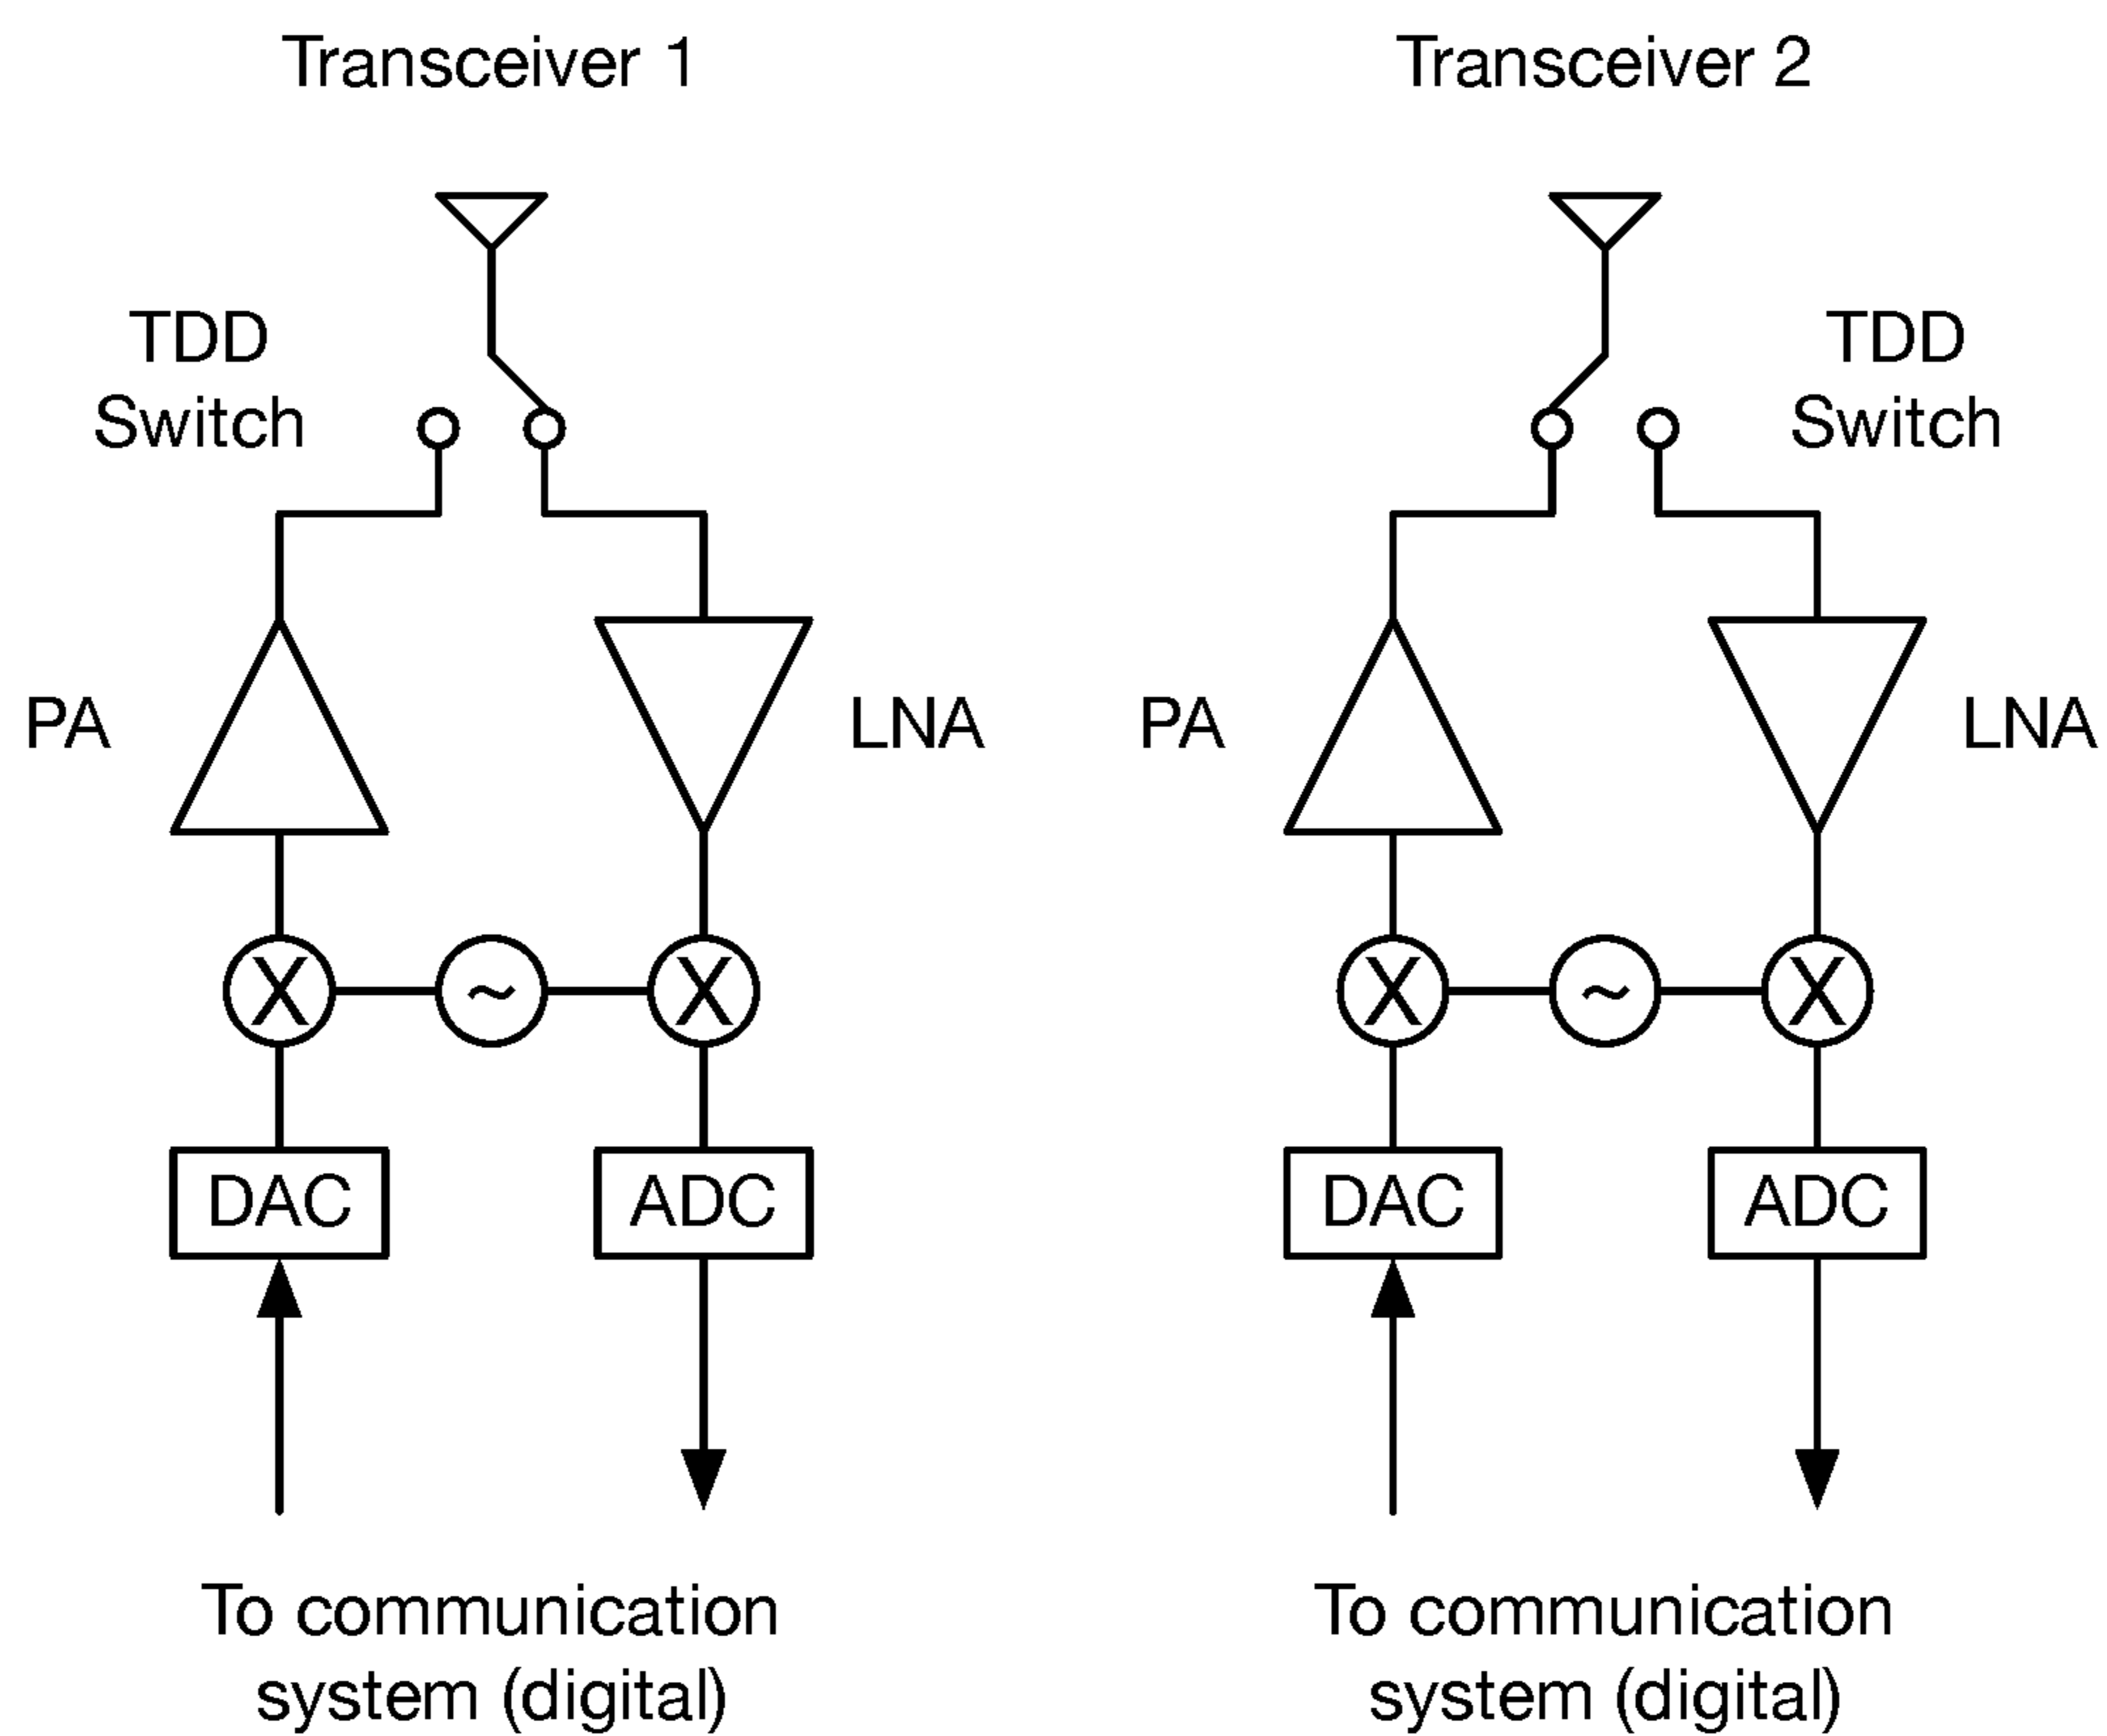 Transceiver 1
TDD
Switch
PA
LNA
X
~
X
DAC
ADC
To communication
system (digital)
Transceiver 2
TDD
Switch
PA
LNA
X
~
X
DAC
ADC
To communication
system (digital)